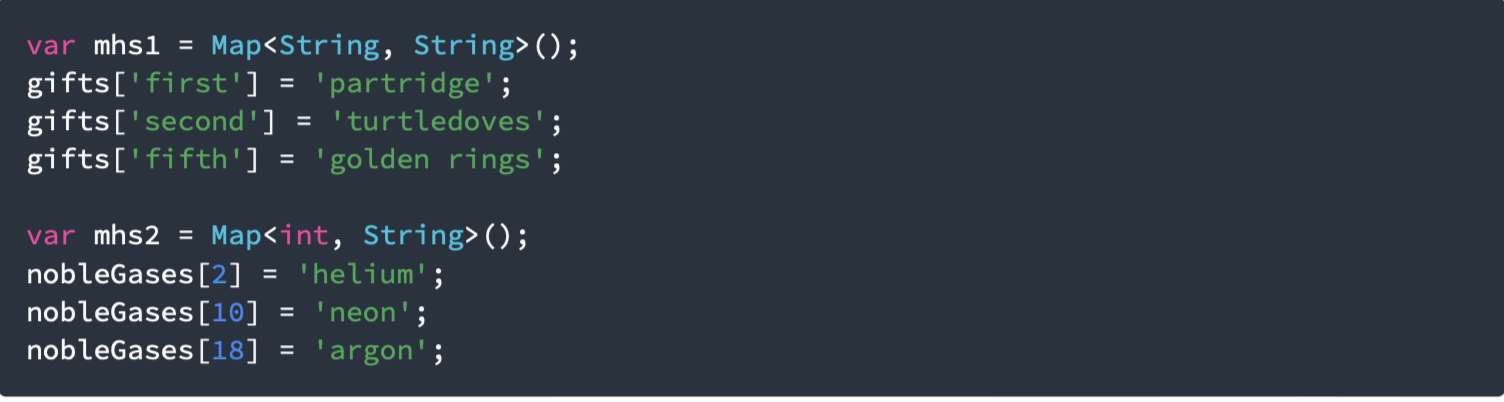 var mhs1 = Map<String, String>();
gifts['first'] = 'partridge';
gifts['second'] = 'turtledoves';
gifts['fifth'] = 'golden rings';

var mhs2 = Map<int, String>();
nobleGases[2] = 'helium';
nobleGases[10] = 'neon';
nobleGases[18] = 'argon';